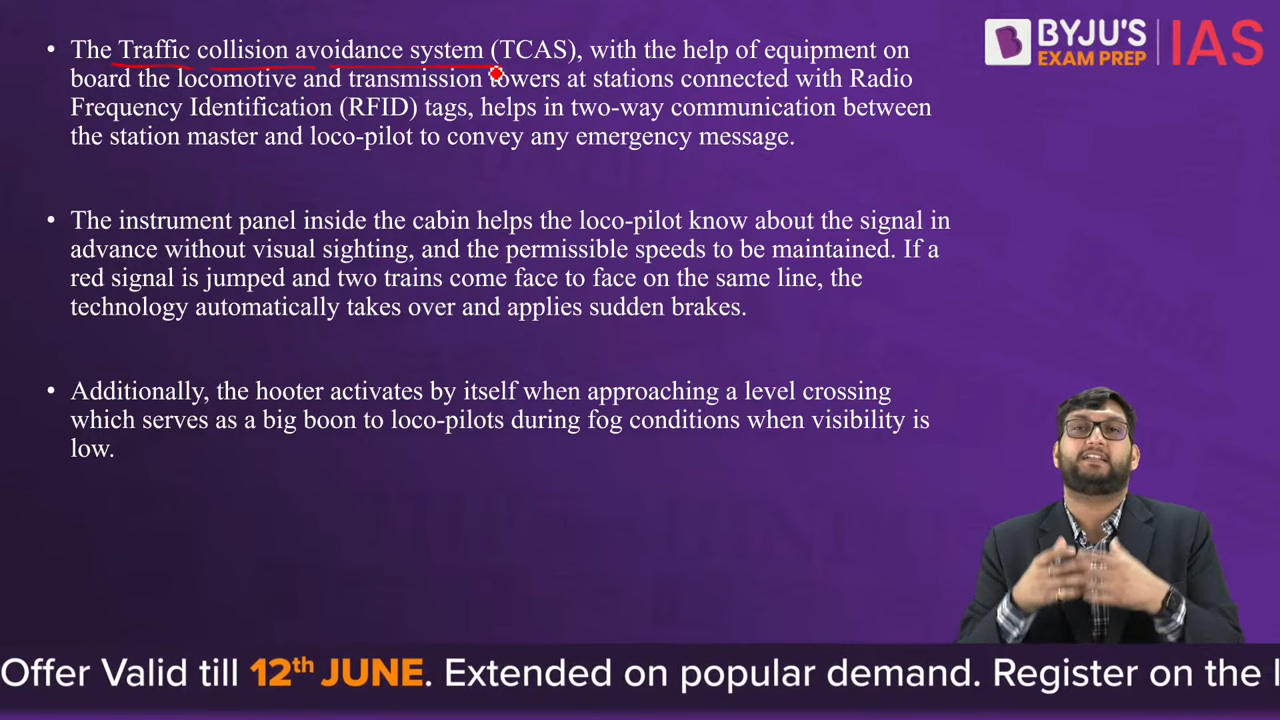 • The Traffic collision avoidance system (TCAS), with the help of equipment on
board the locomotive and transmission towers at stations connected with Radio
Frequency Identification (RFID) tags, helps in two-way communication between
the station master and loco-pilot to convey any emergency message.
• The instrument panel inside the cabin helps the loco-pilot know about the signal in
advance without visual sighting, and the permissible speeds to be maintained. If a
red signal is jumped and two trains come face to face on the same line, the
technology automatically takes over and applies sudden brakes.
• Additionally, the hooter activates by itself when approaching a level crossing
which serves as a big boon to loco-pilots during fog conditions when visibility is
low.
BYJU'S
EXAM PREP
IAS
Offer Valid till 12th JUNE. Extended on popular demand. Register on the